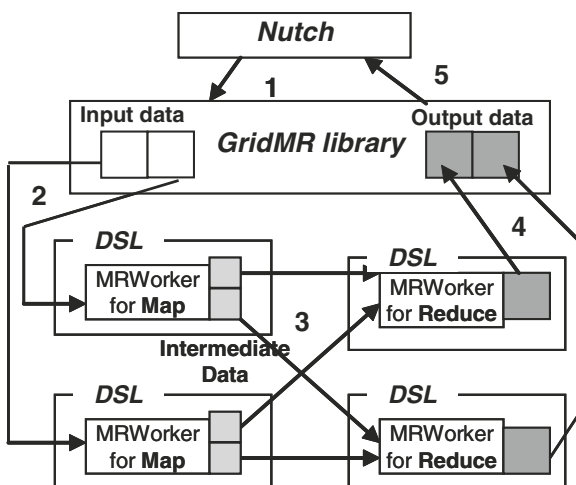 Nutch
1
5
Input data
GridMR library
Output data
2
4
DSL
MRWorker
for Map
DSL
MRWorker
for Reduce
3
Intermediate
Data
DSL
MRWorker
for Map
DSL
MRWorker
for Reduce